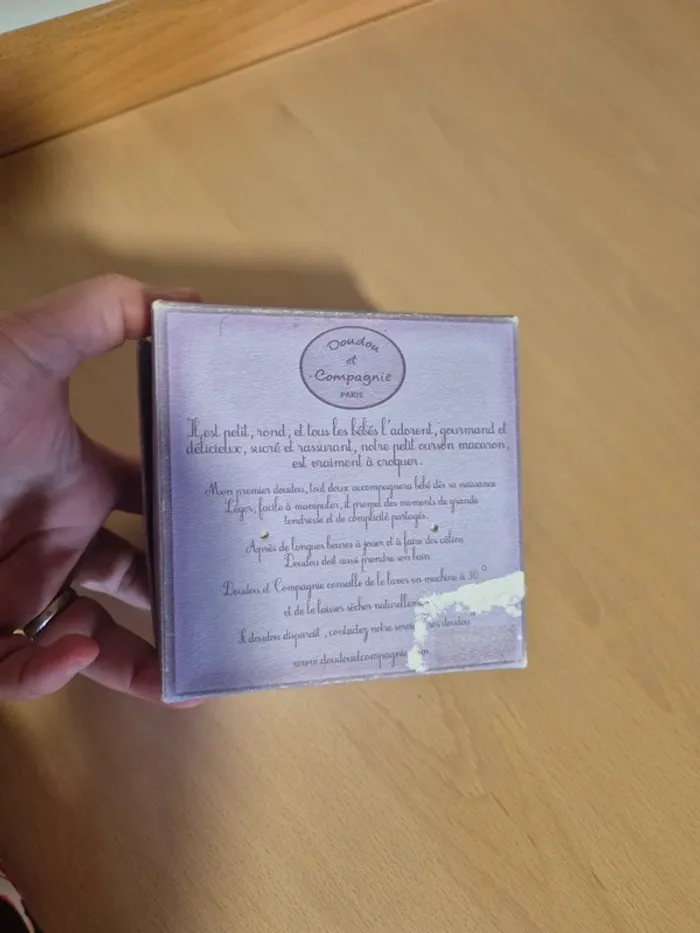 Doudou
et
Compagnie
PARIS
Il est petit, rond, et tous les bébés l'adorent, gourmand et
délicieux, sucré et rassurant, notre petit ourson macaron,
est vraiment à croquer.
Mon premier doudou, tout doux accompagnera bébé dès sa naissance
Léger, facile à manipuler, il promet des moments de grande
tendresse et de complicité partagés.
Après de longues heures à jouer et à faire des câlins,
Doudou doit aussi prendre son bain
Doudou et Compagnie conseille de le laver en machine à 30°
et de le laisser sécher
Si doudou disparait, contactez notre doudou"
www.doudouetcompagnie